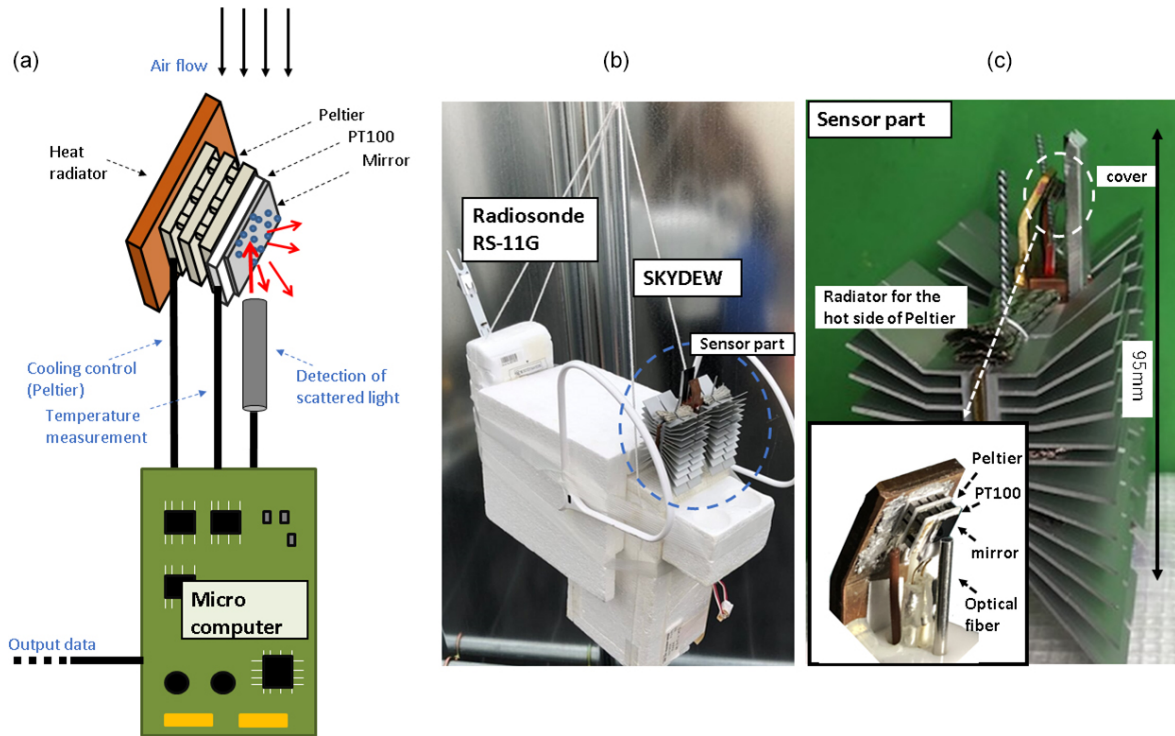 (a)
Air flow
Peltier
PT100
Mirror
Heat
radiator
Cooling control
(Peltier)
Temperature
measurement
Detection of
scattered light
Micro
computer
Output data
(b)
Radiosonde
RS-11G
SKYDEW
Sensor part
(c)
Sensor part
cover
Radiator for the
hot side of Peltier
95mm
Peltier
PT100
mirror
Optical
fiber